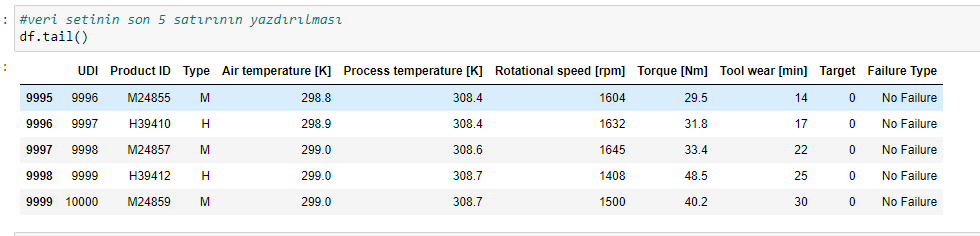 : #veri setinin son 5 satırının yazdırılması
df.tail()
:
UDI Product ID Type Air temperature [K] Process temperature [K] Rotational speed [rpm] Torque [Nm] Tool wear [min] Target Failure Type
9995 9996 M24855 M 298.8 308.4 1604 29.5 14 0 No Failure
9996 9997 H39410 H 298.9 308.4 1632 31.8 17 0 No Failure
9997 9998 M24857 M 299.0 308.6 1645 33.4 22 0 No Failure
9998 9999 H39412 H 299.0 308.7 1408 48.5 25 0 No Failure
9999 10000 M24859 M 299.0 308.7 1500 40.2 30 0 No Failure